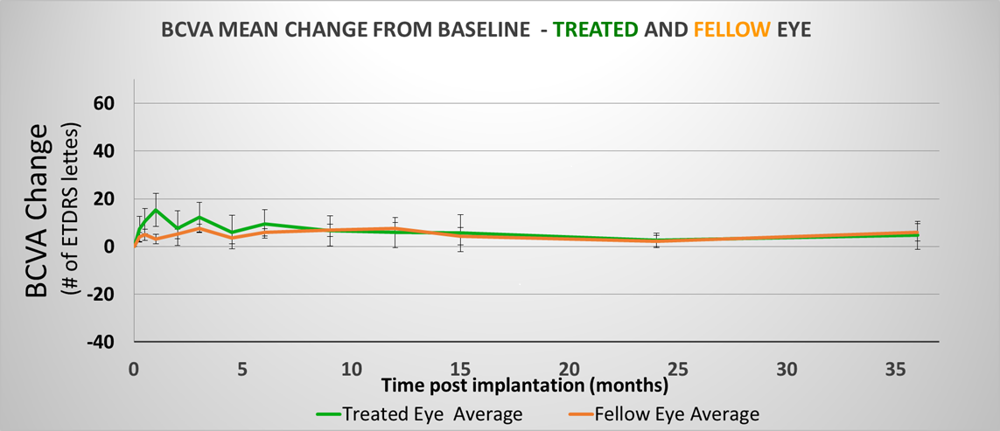 BCVA MEAN CHANGE FROM BASELINE - TREATED AND FELLOW EYE
BCVA Change
(# of ETDRS lettes)
60
40
20
0
-20
-40
0 5 10 15 20 25 30 35
Time post implantation (months)
Treated Eye Average Fellow Eye Average